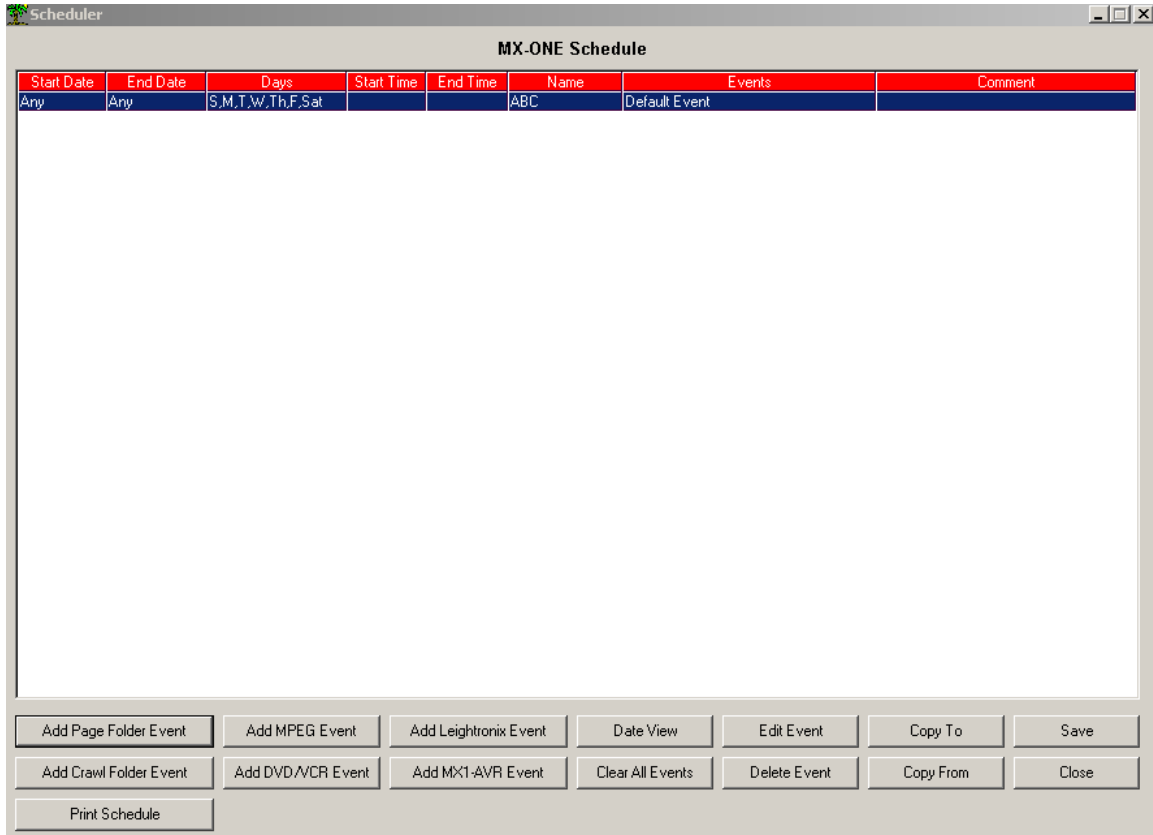 Scheduler
MX-ONE Schedule
Start Date End Date Days Start Time End Time Name Events Comment
Any Any S,M,T,W,Th,F,Sat ABC Default Event
Add Page Folder Event Add MPEG Event Add Leightronix Event Date View Edit Event Copy To Save
Add Crawl Folder Event Add DVD/VCR Event Add MX1-AVR Event Clear All Events Delete Event Copy From Close
Print Schedule